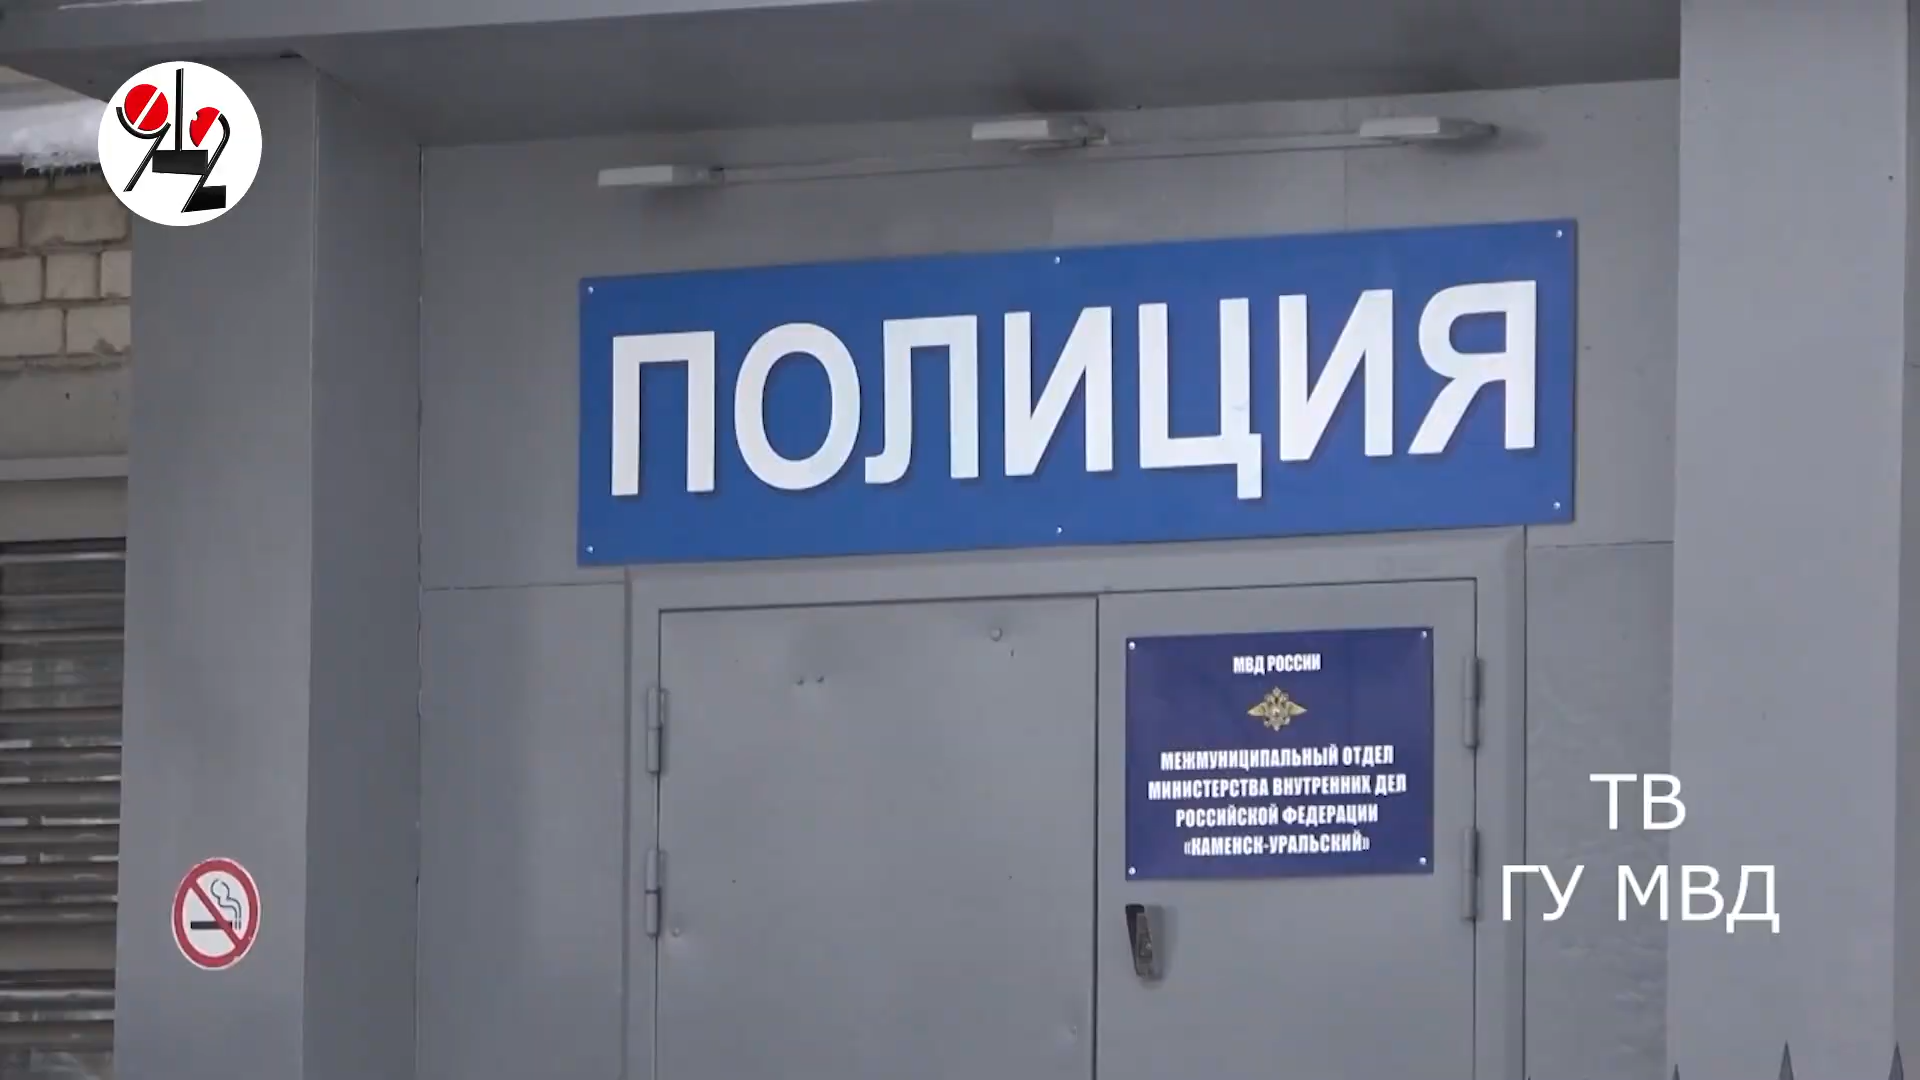 ПОЛИЦИЯ
МВД РОССИИ
МЕЖМУНИЦИПАЛЬНЫЙ ОТДЕЛ
МИНИСТЕРСТВА ВНУТРЕННИХ ДЕЛ
РОССИЙСКОЙ ФЕДЕРАЦИИ
«КАМЕНСК-УРАЛЬСКИЙ»
ТВ
ГУ МВД